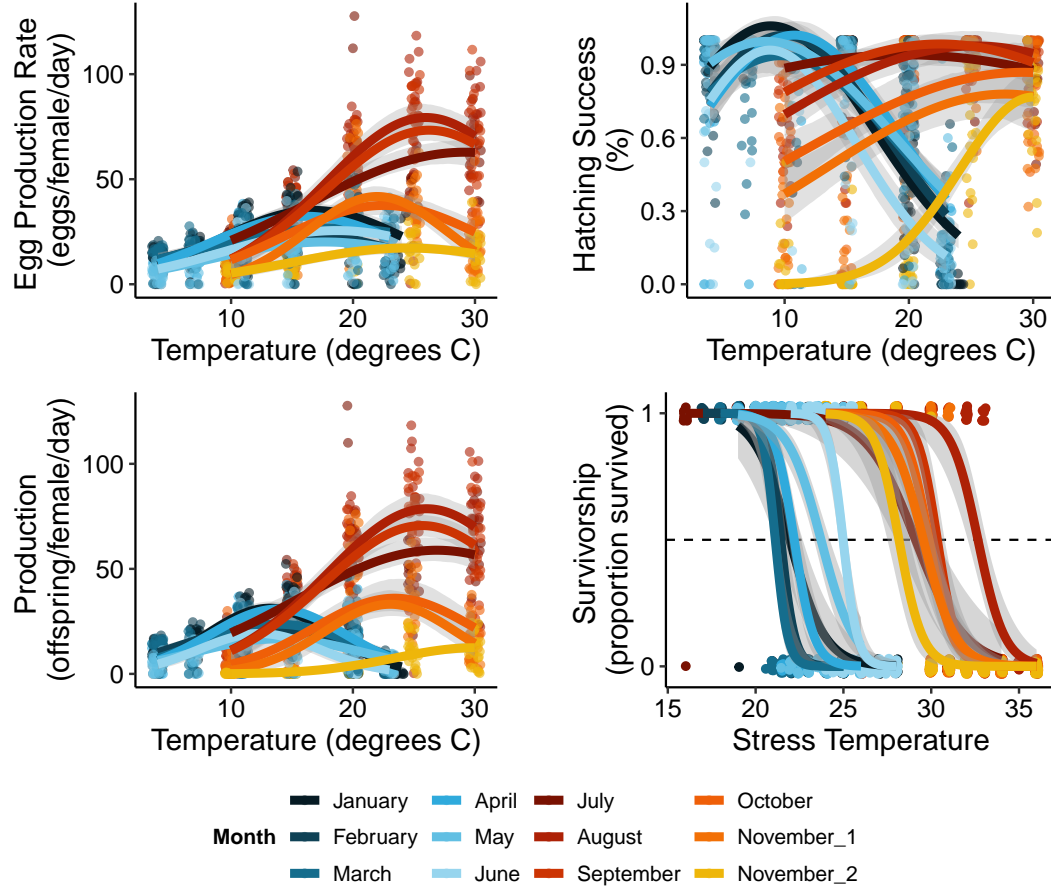 Egg Production Rate
(eggs/female/day)
100
50
0
10
20
30
Temperature (degrees C)
Hatching Success
(%)
0.9
0.6
0.3
0.0
10
20
30
Temperature (degrees C)
Production
(offspring/female/day)
100
50
0
10
20
30
Temperature (degrees C)
Survivorship
(proportion survived)
1
0
15
20
25
30
35
Stress Temperature
Month
January
February
March
April
May
June
July
August
September
October
November_1
November_2